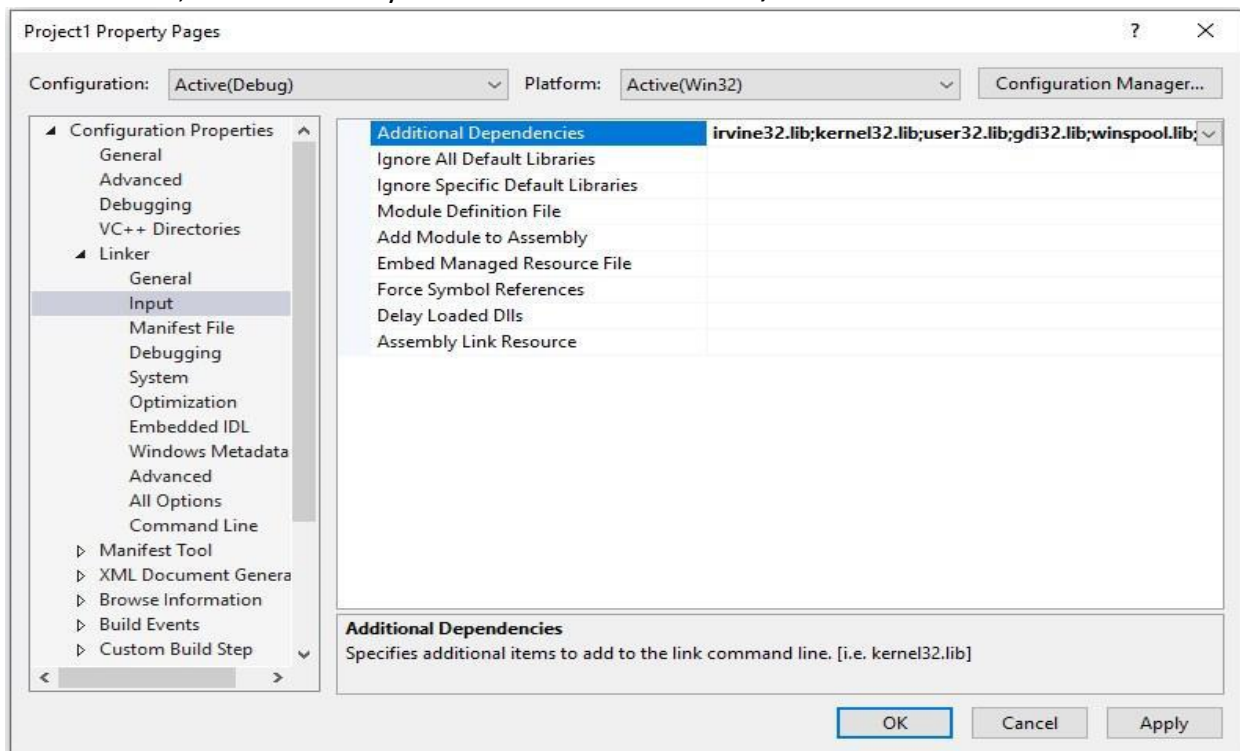 Project1 Property Pages ? ×
Configuration: Active(Debug) Platform: Active(Win32) Configuration Manager...
Configuration Properties
General
Advanced
Debugging
VC++ Directories
Linker
General
Input
Manifest File
Debugging
System
Optimization
Embedded IDL
Windows Metadata
Advanced
All Options
Command Line
Manifest Tool
XML Document Genera
Browse Information
Build Events
Custom Build Step
Additional Dependencies irvine32.lib;kernel32.lib;user32.lib;gdi32.lib;winspool.lib;
Ignore All Default Libraries
Ignore Specific Default Libraries
Module Definition File
Add Module to Assembly
Embed Managed Resource File
Force Symbol References
Delay Loaded Dlls
Assembly Link Resource
Additional Dependencies
Specifies additional items to add to the link command line. [i.e. kernel32.lib]
OK Cancel Apply